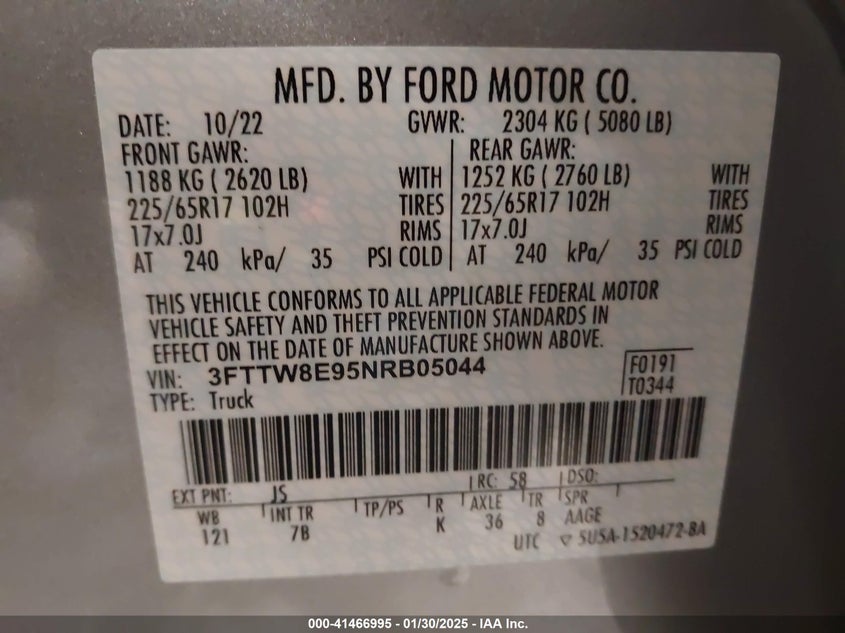 MFD. BY FORD MOTOR CO.
DATE: 10/22 GVWR: 2304 KG ( 5080 LB)
FRONT GAWR: REAR GAWR:
1188 KG ( 2620 LB) WITH 1252 KG ( 2760 LB) WITH
225/65R17 102H TIRES 225/65R17 102H TIRES
17x7.0J RIMS 17x7.0J RIMS
AT 240 kPa/ 35 PSI COLD AT 240 kPa/ 35 PSI COLD
THIS VEHICLE CONFORMS TO ALL APPLICABLE FEDERAL MOTOR
VEHICLE SAFETY AND THEFT PREVENTION STANDARDS IN
EFFECT ON THE DATE OF MANUFACTURE SHOWN ABOVE.
VIN: 3FTTW8E95NRB05044 F0191
TYPE: Truck T0344
EXT PNT: JS RC: 58 DSO:
WB INT TR TP/PS R AXLE TR SPR
121 7B K 36 8 AAGE
UTC ▽ 5U5A-1520472-BA
000-41466995 - 01/30/2025 - IAA Inc.